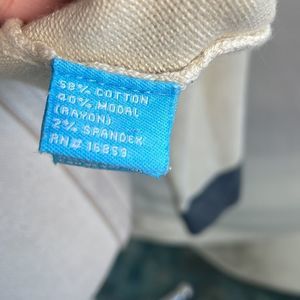 58% COTTON
40% MODAL
(RAYON)
2% SPANDEX
RN# 16853